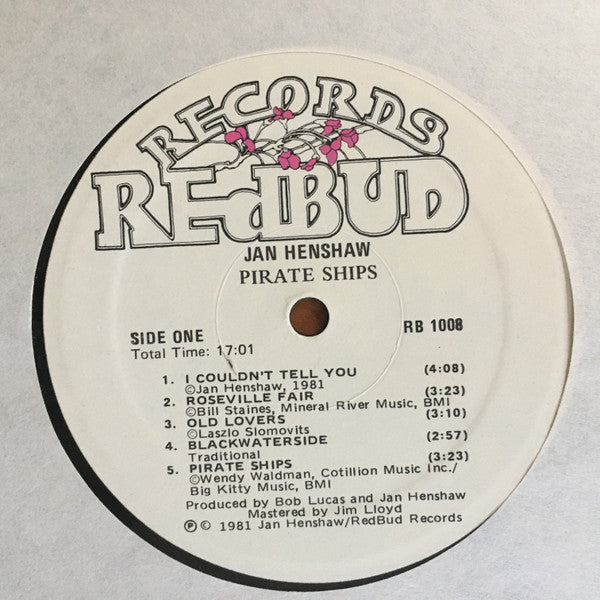 RECORDS
REdBUD
JAN HENSHAW
PIRATE SHIPS
SIDE ONE RB 1008
Total Time: 17:01
1. I COULDN'T TELL YOU (4:08)
©Jan Henshaw, 1981
2. ROSEVILLE FAIR (3:23)
©Bill Staines, Mineral River Music, BMI
3. OLD LOVERS (3:10)
©Laszlo Slomovits
4. BLACKWATERSIDE (2:57)
Traditional
5. PIRATE SHIPS (3:23)
©Wendy Waldman, Cotillion Music Inc./
Big Kitty Music, BMI
Produced by Bob Lucas and Jan Henshaw
Mastered by Jim Lloyd
℗ © 1981 Jan Henshaw/RedBud Records